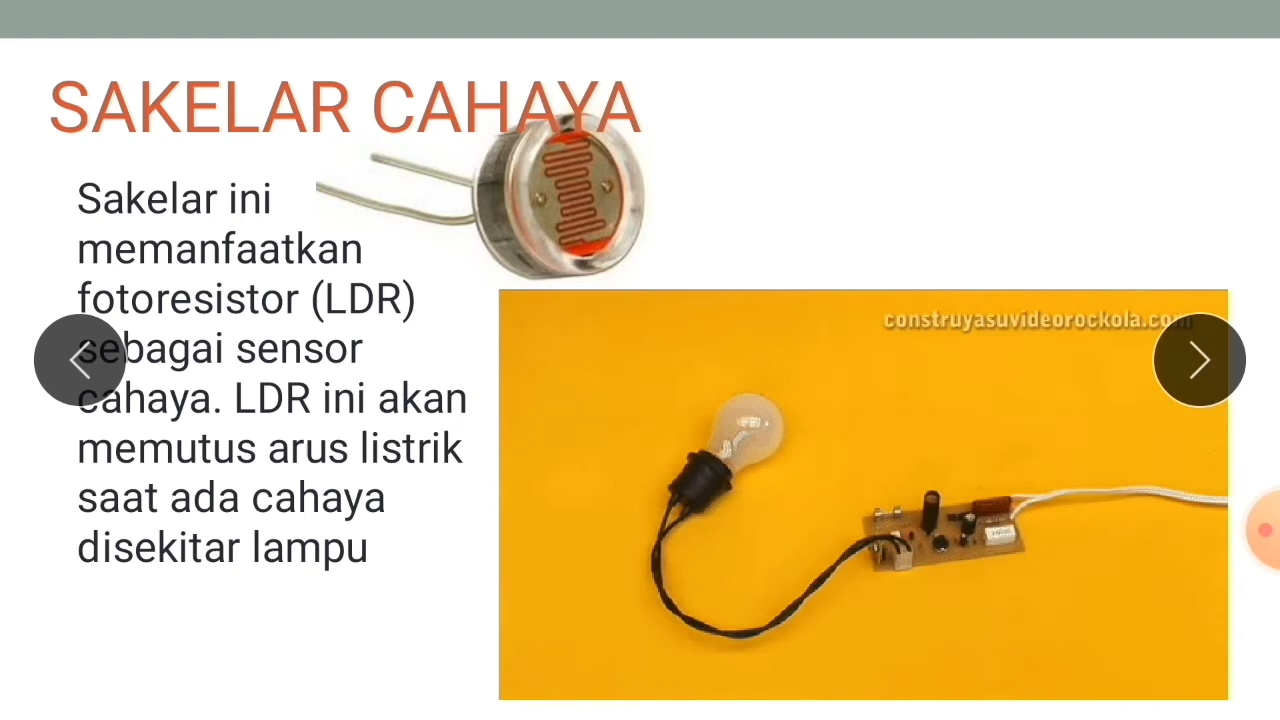 SAKELAR CAHAYA
Sakelar ini
memanfaatkan
fotoresistor (LDR)
sebagai sensor
cahaya. LDR ini akan
memutus arus listrik
saat ada cahaya
disekitar lampu
construyasuvideorockola.com